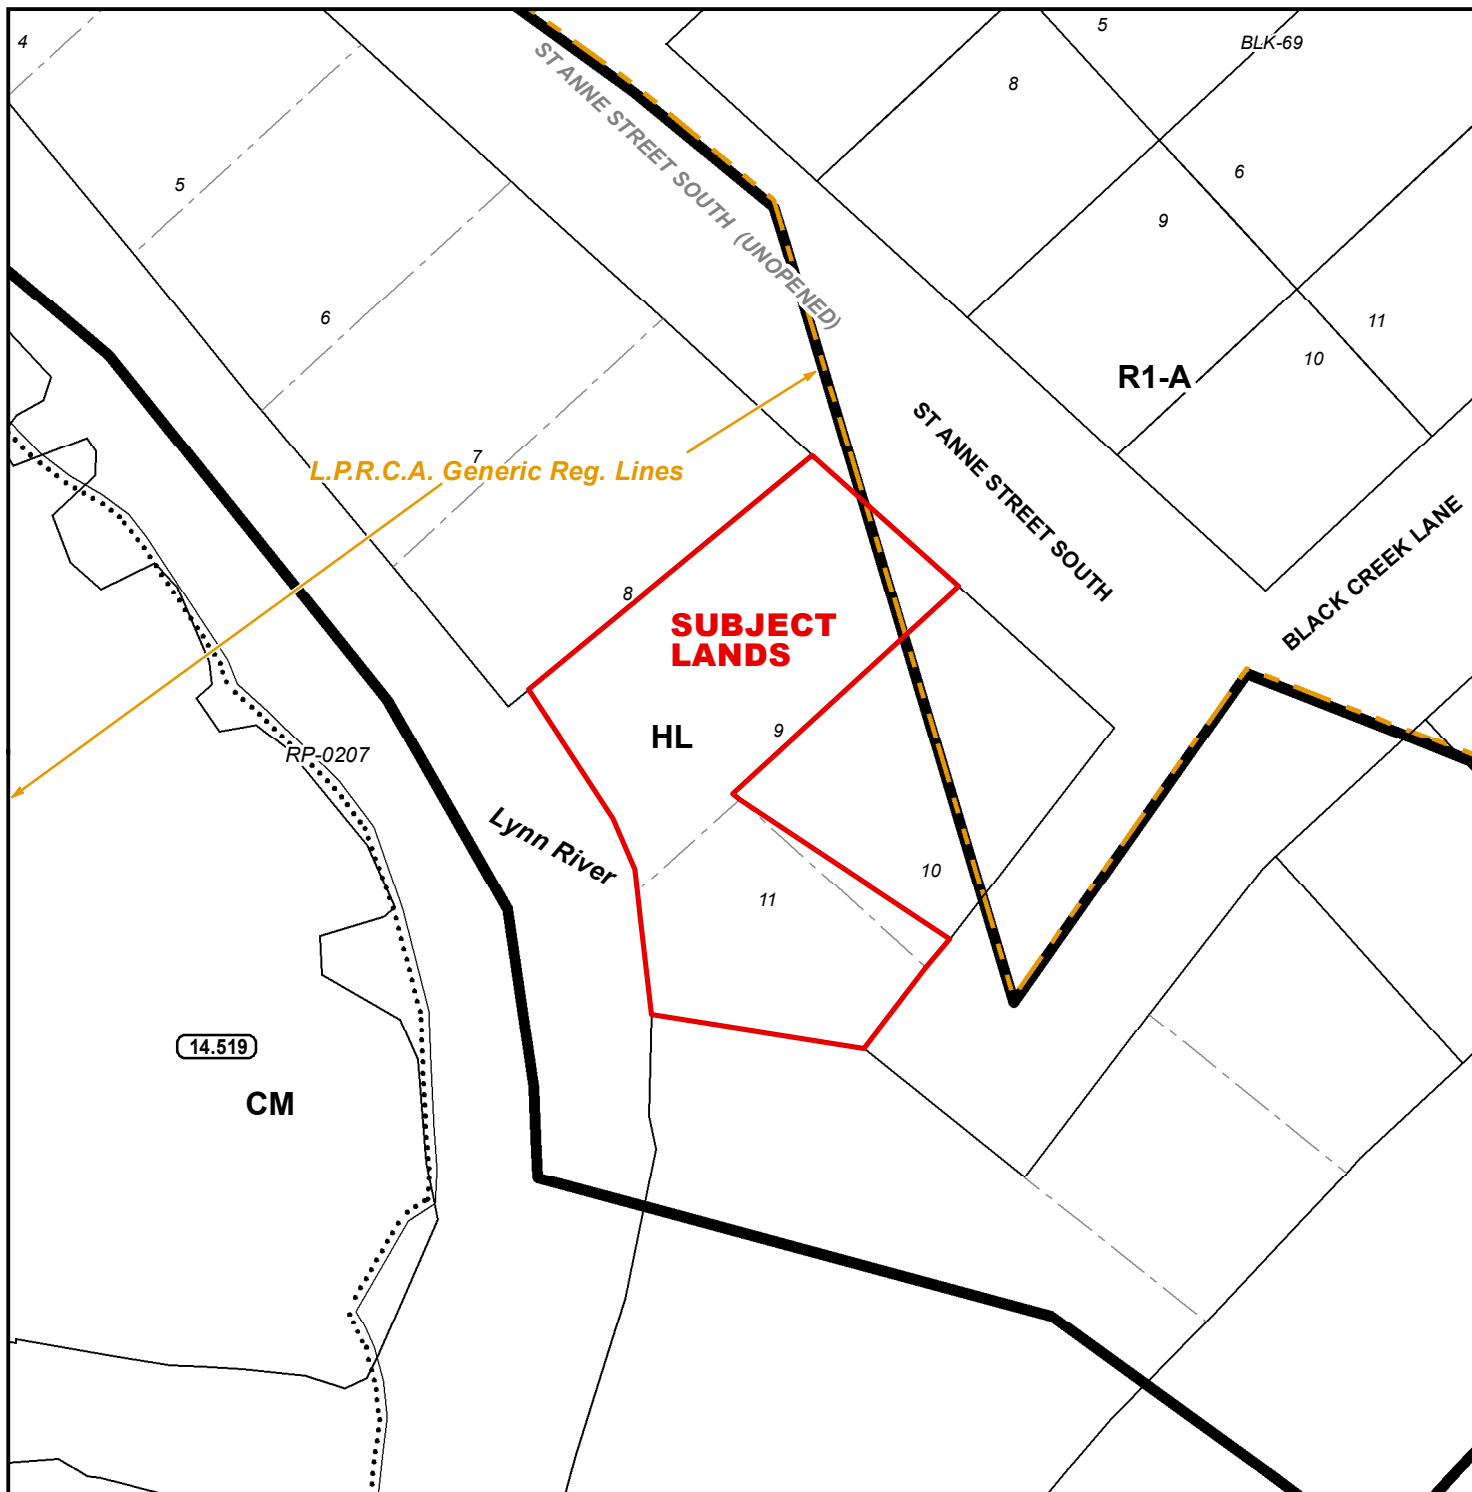 4
5
BLK-69
ST ANNE STREET SOUTH (UNOPENED)
8
6
5
9
6
11
10
R1-A
ST ANNE STREET SOUTH
7
L.P.R.C.A. Generic Reg. Lines
BLACK CREEK LANE
8
SUBJECT
LANDS
9
HL
RP-0207
Lynn River
10
11
14.519
CM